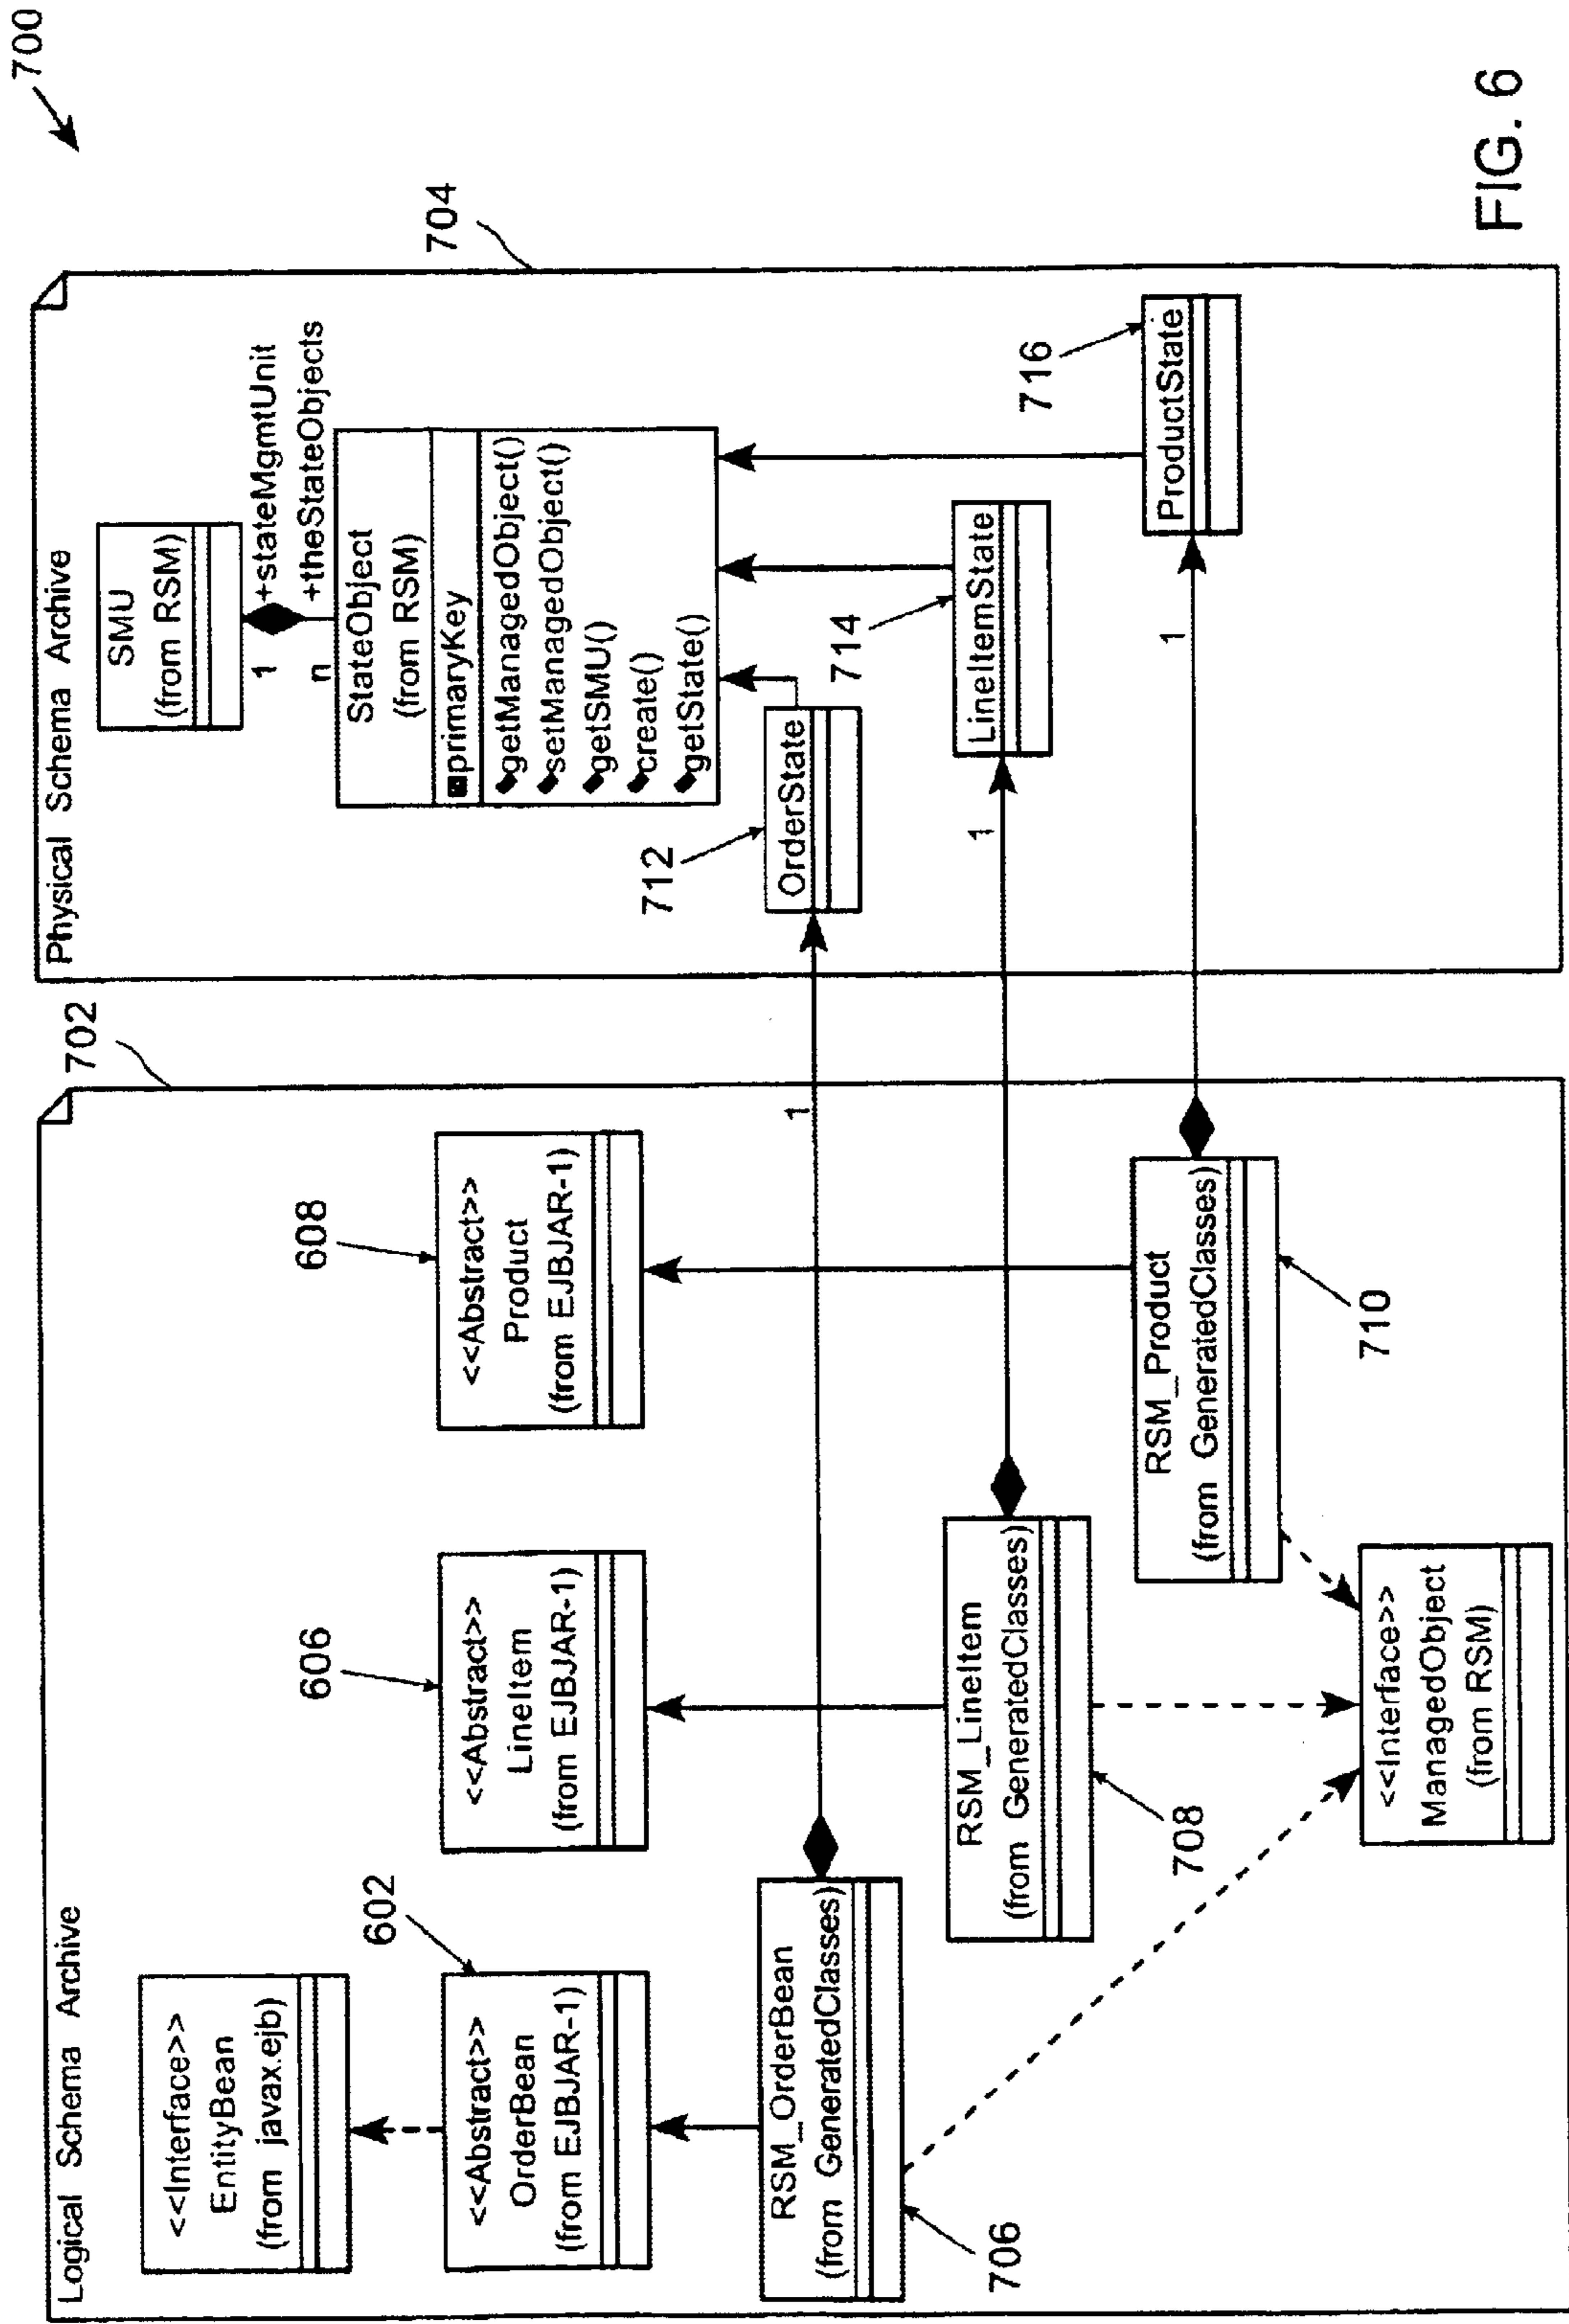 700
Logical Schema Archive
702
<<Interface>>
EntityBean
(from javax.ejb)
602
<<Abstract>>
OrderBean
(from EJBJAR-1)
606
<<Abstract>>
LineItem
(from EJBJAR-1)
608
<<Abstract>>
Product
(from EJBJAR-1)
RSM_OrderBean
(from GeneratedClasses)
706
RSM_LineItem
(from GeneratedClasses)
708
RSM_Product
(from GeneratedClasses)
710
<<Interface>>
ManagedObject
(from RSM)
1
1
1
Physical Schema Archive
704
SMU
(from RSM)
1
+stateMgmtUnit
n
+theStateObjects
StateObject
(from RSM)
primaryKey
getManagedObject()
setManagedObject()
getSMU()
create()
getState()
712
OrderState
714
LineItemState
716
ProductState
FIG. 6